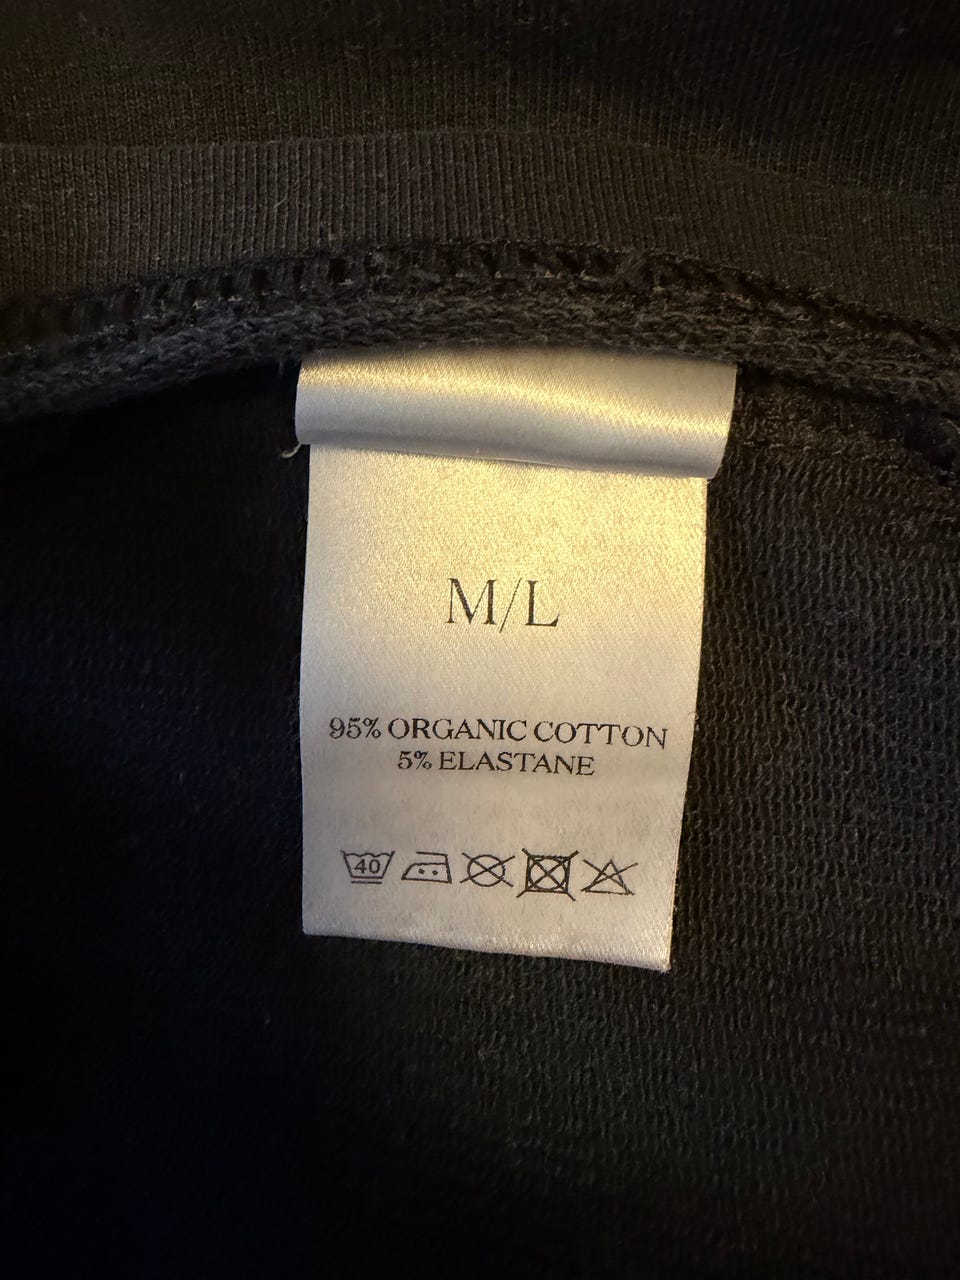 M/L
95% ORGANIC COTTON
5% ELASTANE
40